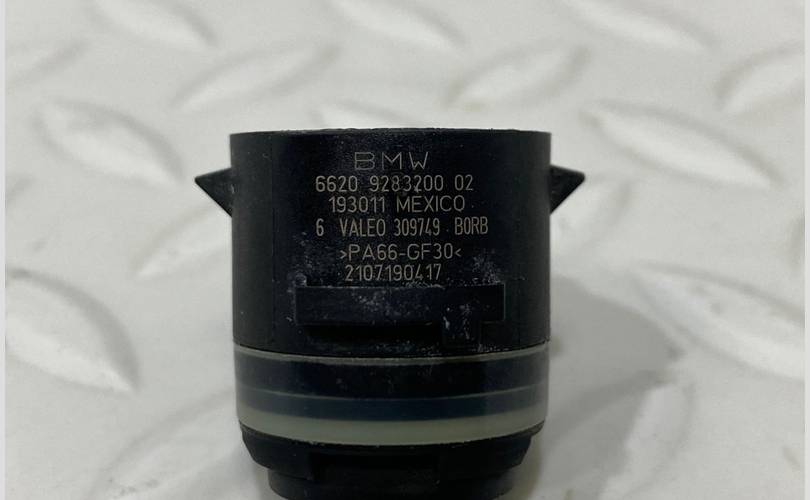 BMW
6620 9283200 02
193011 MEXICO
6 VALEO 309749 BORB
>PA66-GF30<
2107190417